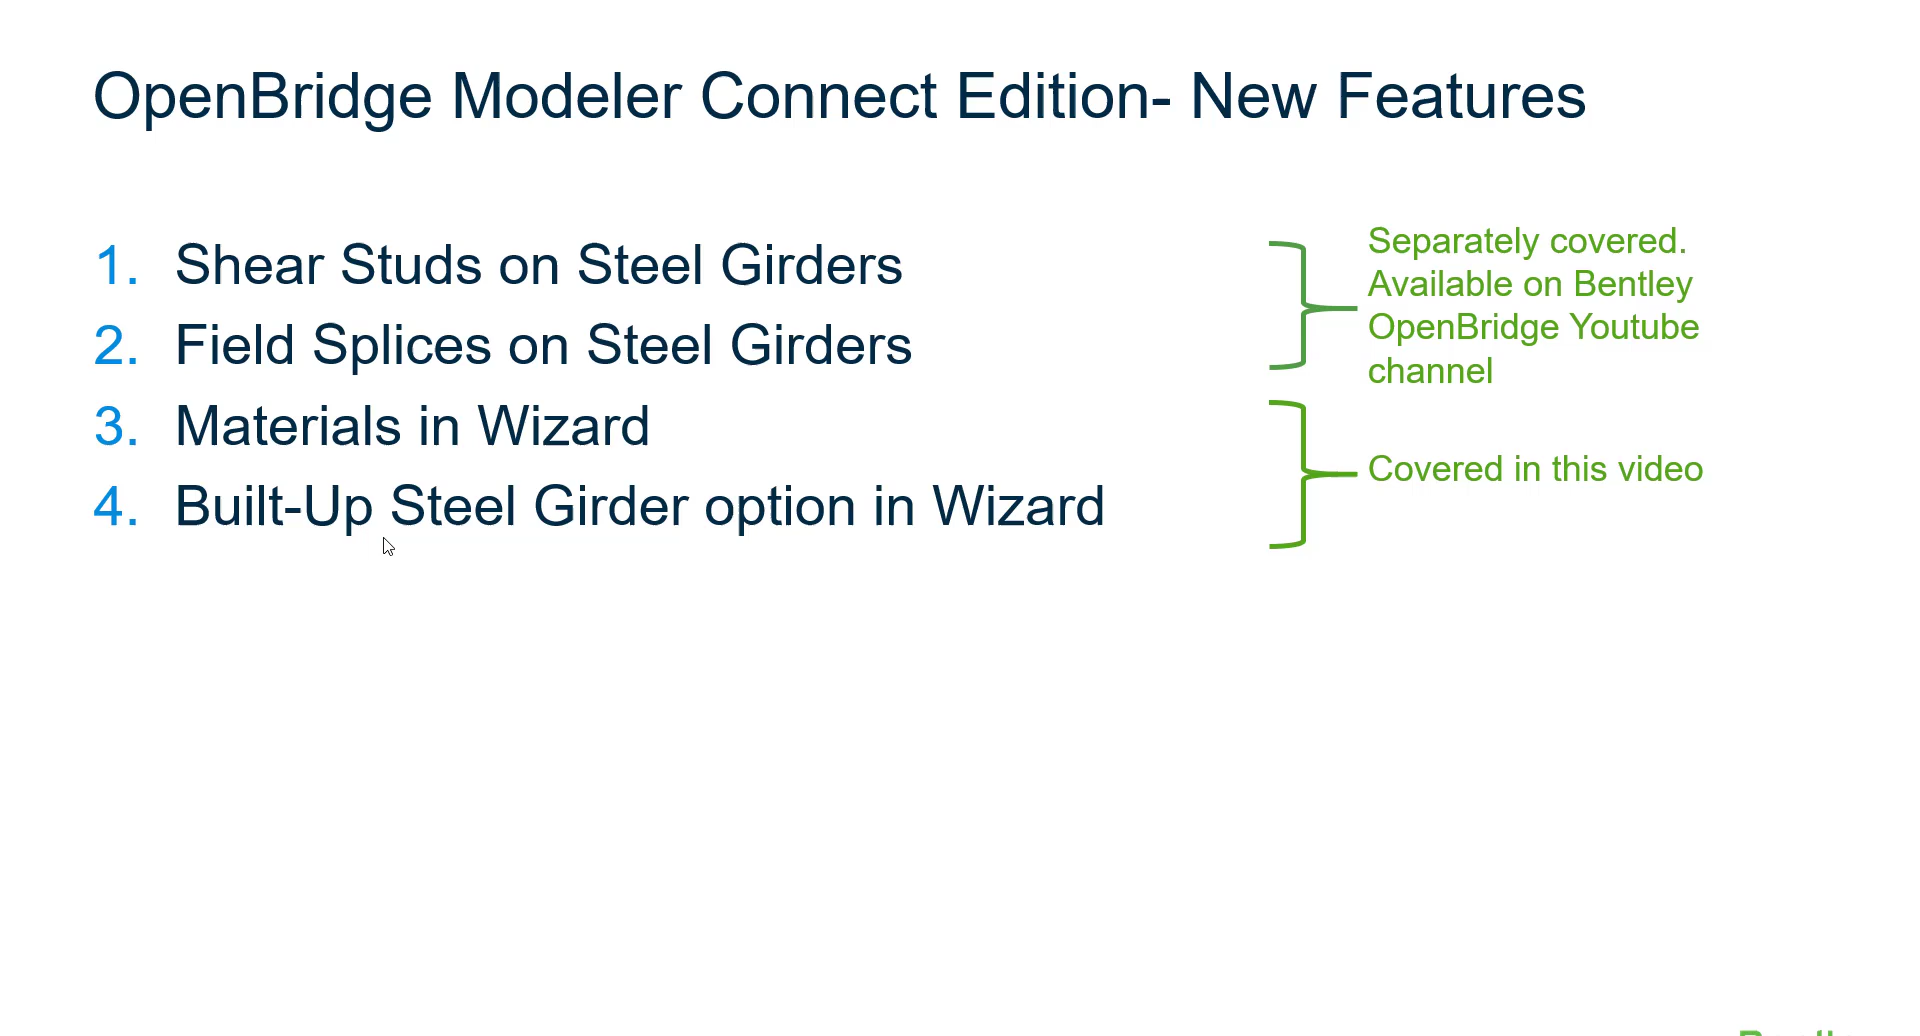 OpenBridge Modeler Connect Edition- New Features
1. Shear Studs on Steel Girders
2. Field Splices on Steel Girders
3. Materials in Wizard
4. Built-Up Steel Girder option in Wizard
Separately covered.
Available on Bentley
OpenBridge Youtube
channel
Covered in this video